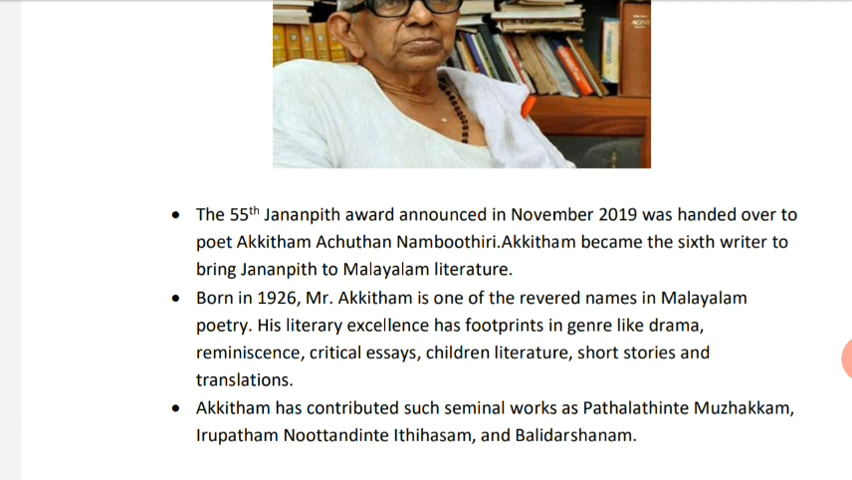 • The 55th Jananpith award announced in November 2019 was handed over to
poet Akkitham Achuthan Namboothiri.Akkitham became the sixth writer to
bring Jananpith to Malayalam literature.
• Born in 1926, Mr. Akkitham is one of the revered names in Malayalam
poetry. His literary excellence has footprints in genre like drama,
reminiscence, critical essays, children literature, short stories and
translations.
• Akkitham has contributed such seminal works as Pathalathinte Muzhakkam,
Irupatham Noottandinte Ithihasam, and Balidarshanam.